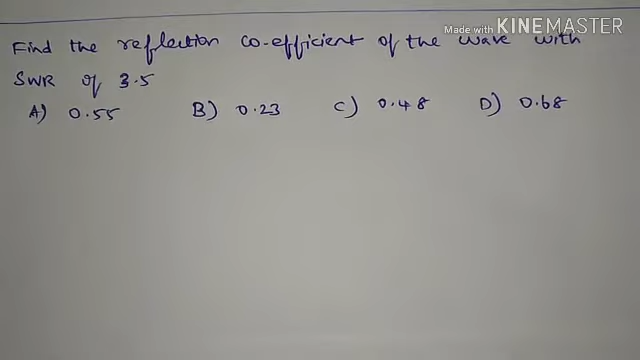 Made with KINEMASTER
Find the reflection co-efficient of the wave with
SWR of 3.5
A) 0.55 B) 0.23 C) 0.48 D) 0.68